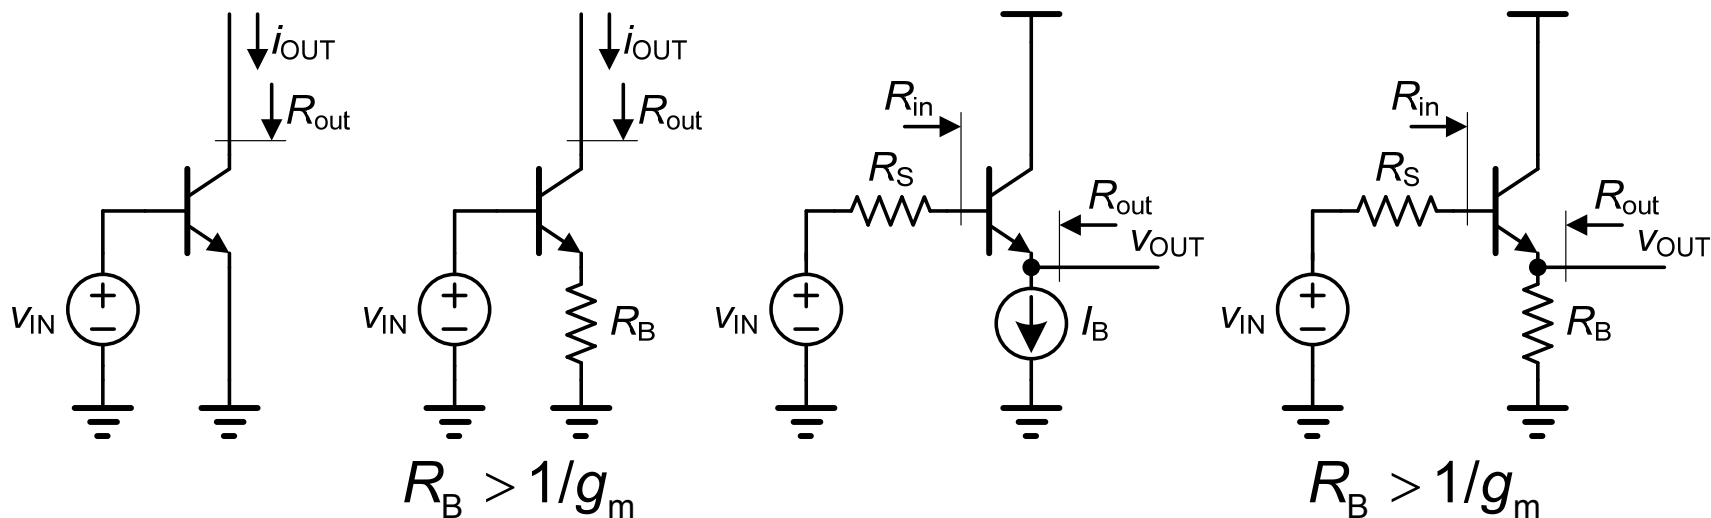 iOUT
Rout
vIN
iOUT
Rout
vIN
RB
RB > 1/gm
Rin
RS
Rout
vOUT
vIN
IB
Rin
RS
Rout
vOUT
vIN
RB
RB > 1/gm